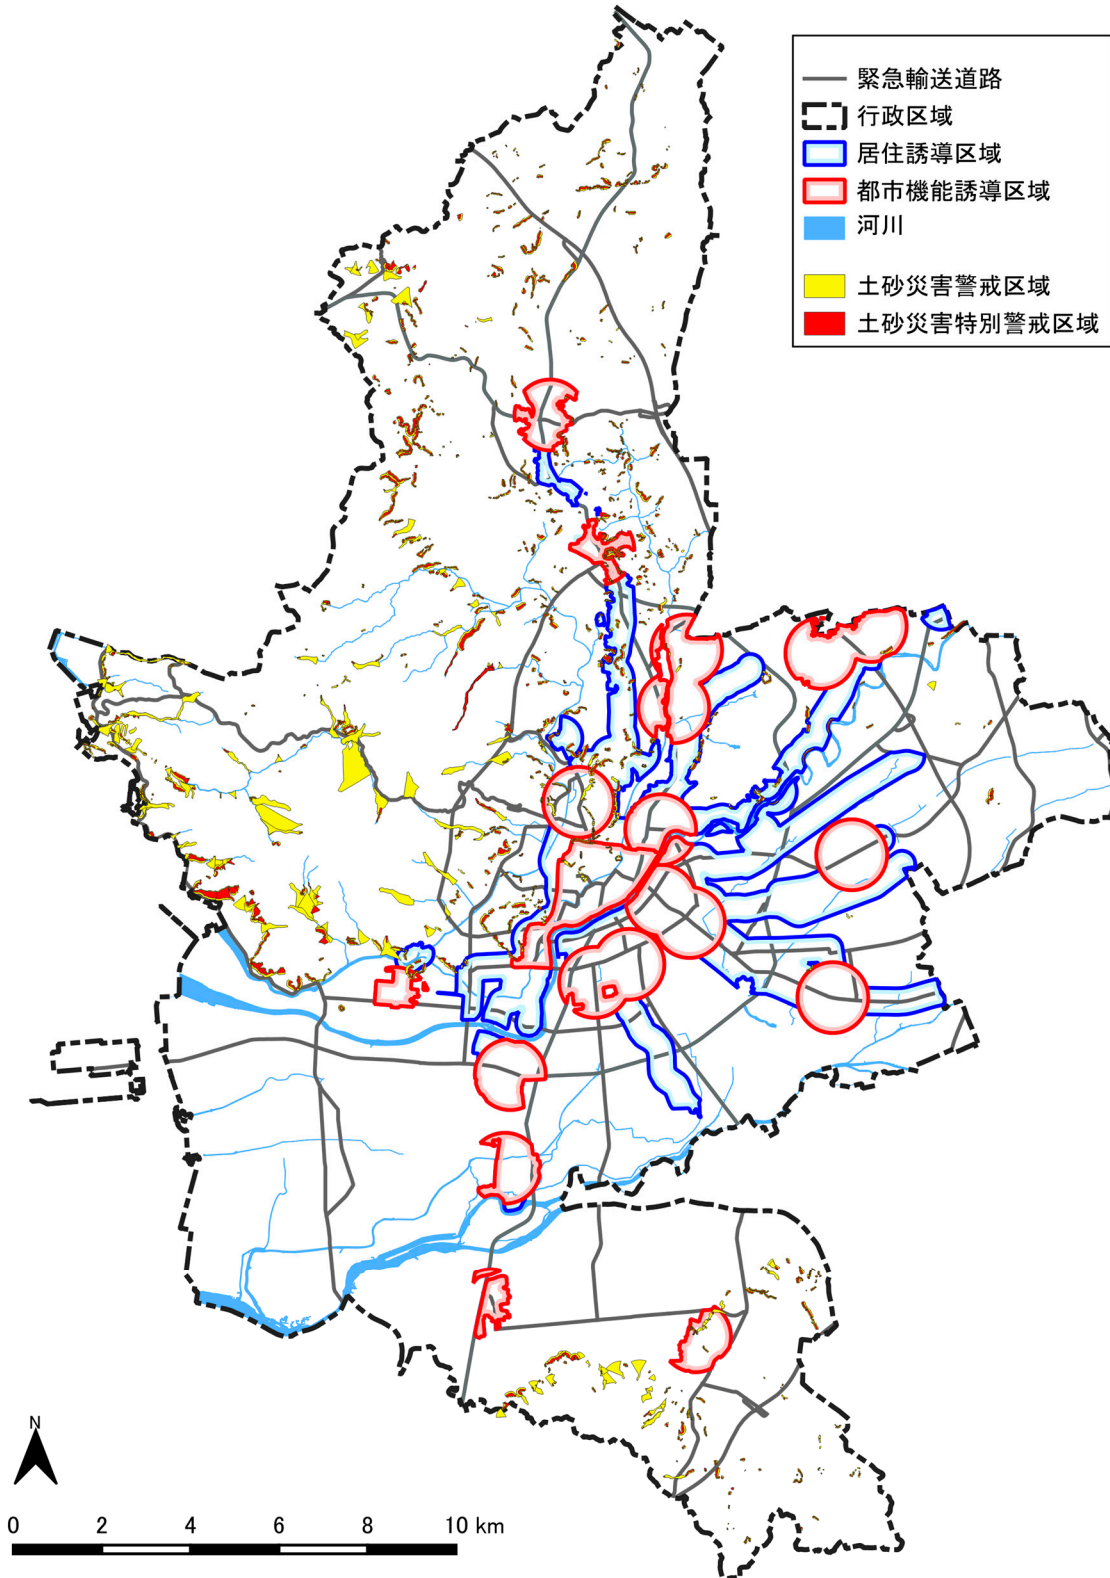 緊急輸送道路
行政区域
居住誘導区域
都市機能誘導区域
河川
土砂災害警戒区域
土砂災害特別警戒区域
N
0 2 4 6 8 10 km